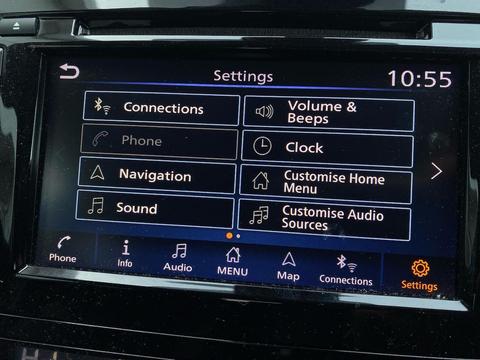 Settings
10:55
Connections
Volume &
Beeps
Phone
Clock
Navigation
Customise Home
Menu
Sound
Customise Audio
Sources
Phone
Info
Audio
MENU
Map
Connections
Settings